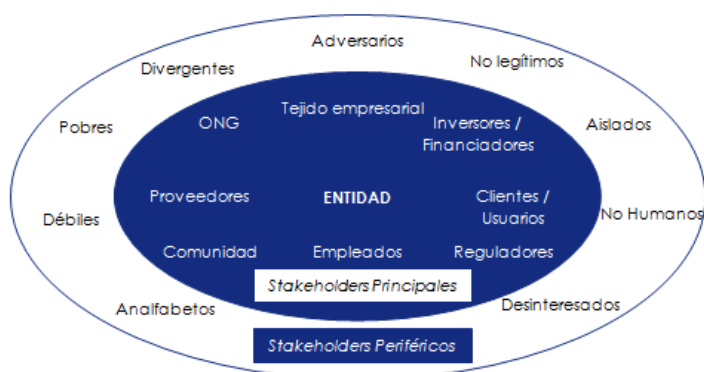 Adversarios
Divergentes
No legítimos
Pobres
ONG
Tejido empresarial
Inversores /
Financiadores
Aislados
Débiles
Proveedores
ENTIDAD
Clientes /
Usuarios
No Humanos
Comunidad
Empleados
Reguladores
Stakeholders Principales
Analfabetos
Desinteresados
Stakeholders Periféricos